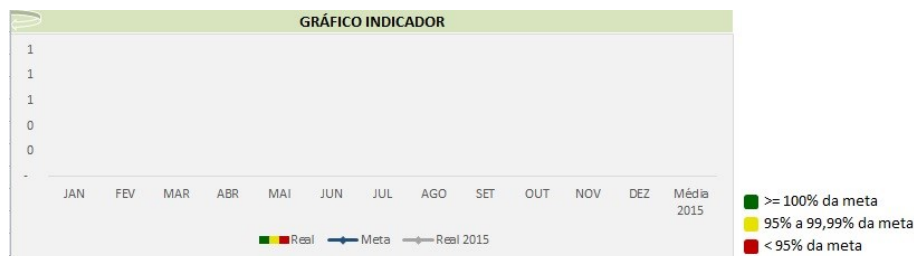 GRÁFICO INDICADOR
1
1
1
0
0
-
JAN FEV MAR ABR MAI JUN JUL AGO SET OUT NOV DEZ Média
2015
Real Meta Real 2015
>= 100% da meta
95% a 99,99% da meta
< 95% da meta